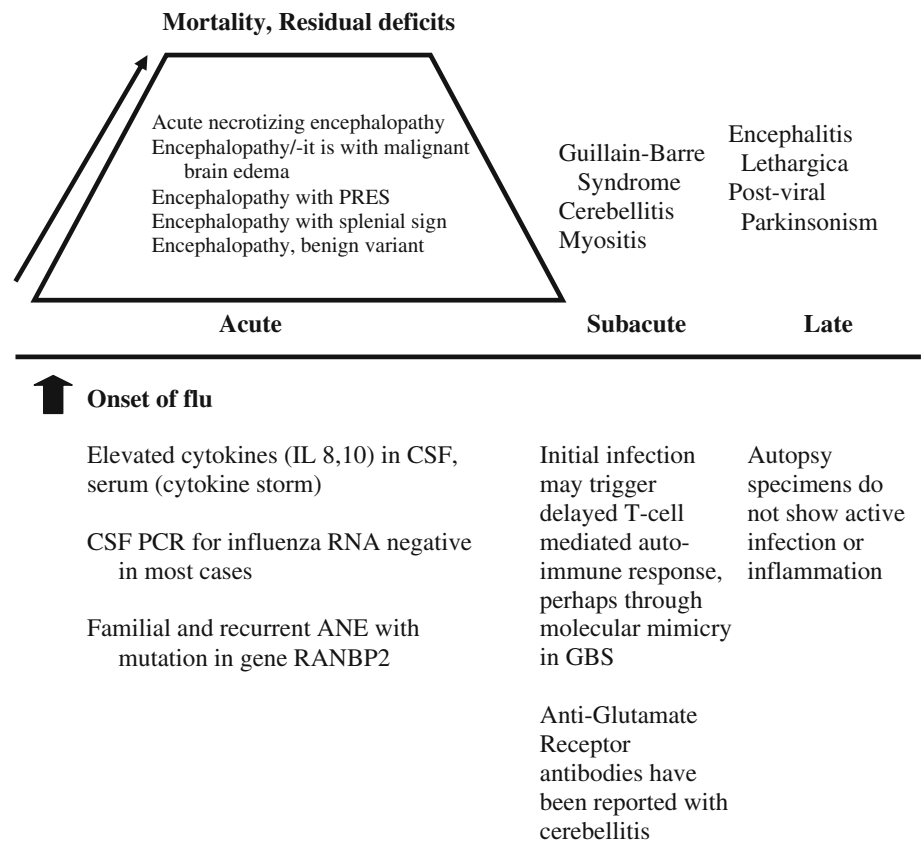 Mortality, Residual deficits
Acute necrotizing encephalopathy
Encephalopathy/-it is with malignant
brain edema
Encephalopathy with PRES
Encephalopathy with splenial sign
Encephalopathy, benign variant
Guillain-Barre
Syndrome
Cerebellitis
Myositis
Encephalitis
Lethargica
Post-viral
Parkinsonism
Acute
Subacute
Late
Onset of flu
Elevated cytokines (IL 8,10) in CSF,
serum (cytokine storm)
CSF PCR for influenza RNA negative
in most cases
Familial and recurrent ANE with
mutation in gene RANBP2
Initial infection
may trigger
delayed T-cell
mediated auto-
immune response,
perhaps through
molecular mimicry
in GBS
Anti-Glutamate
Receptor
antibodies have
been reported with
cerebellitis
Autopsy
specimens do
not show active
infection or
inflammation